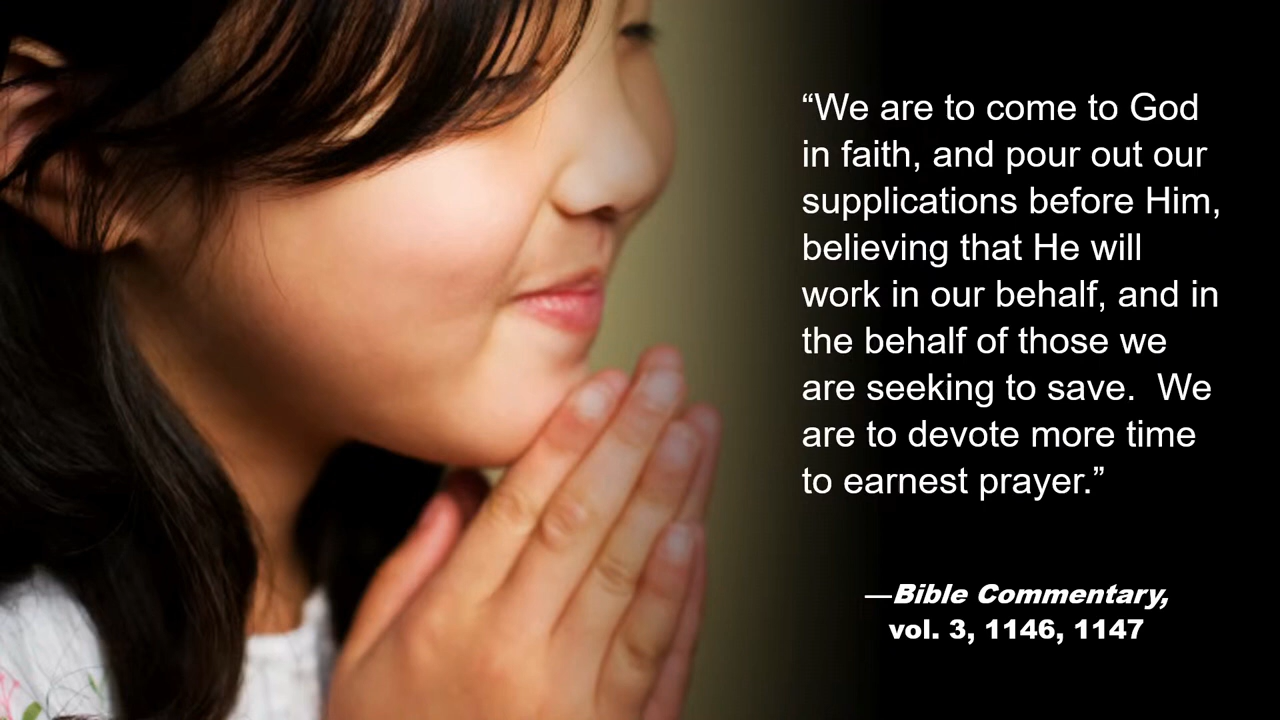 “We are to come to God
in faith, and pour out our
supplications before Him,
believing that He will
work in our behalf, and in
the behalf of those we
are seeking to save.  We
are to devote more time
to earnest prayer.”
—Bible Commentary,
vol. 3, 1146, 1147